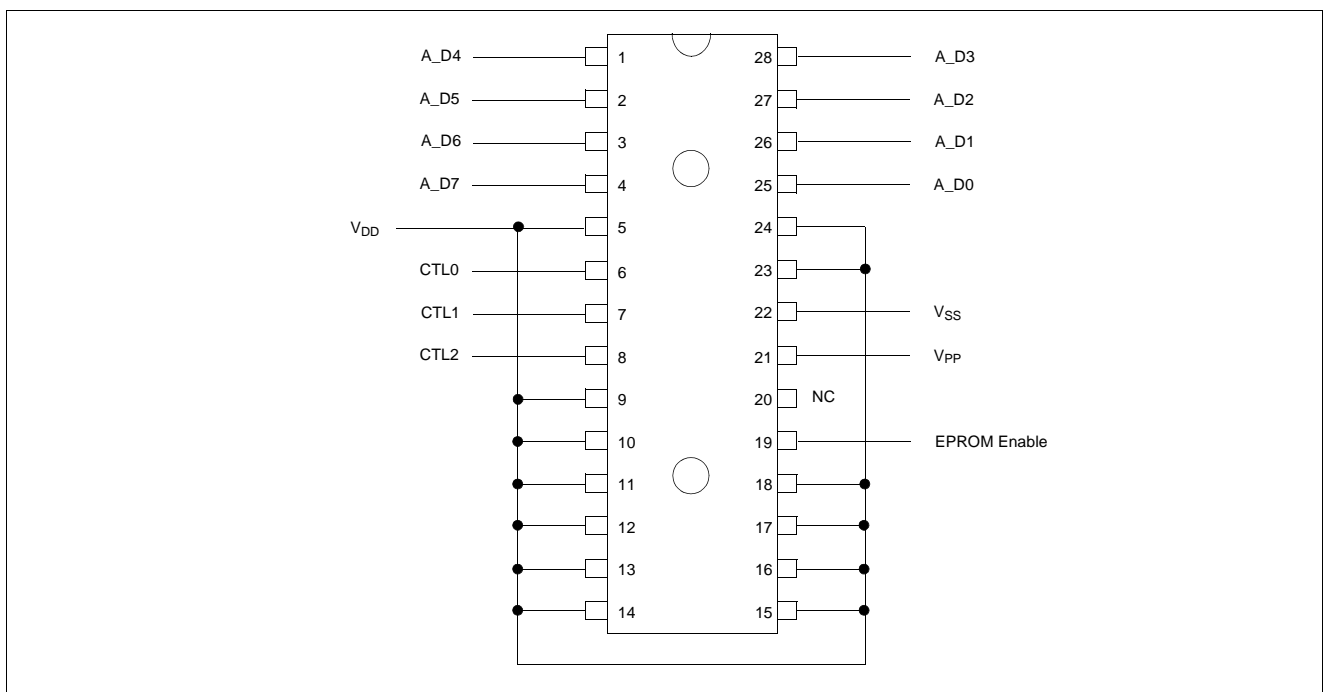 A_D4 1 28 A_D3
A_D5 2 27 A_D2
A_D6 3 26 A_D1
A_D7 4 25 A_D0
VDD 5 24
CTL0 6 23
CTL1 7 22 VSS
CTL2 8 21 VPP
9 20 NC
10 19 EPROM Enable
11 18
12 17
13 16
14 15